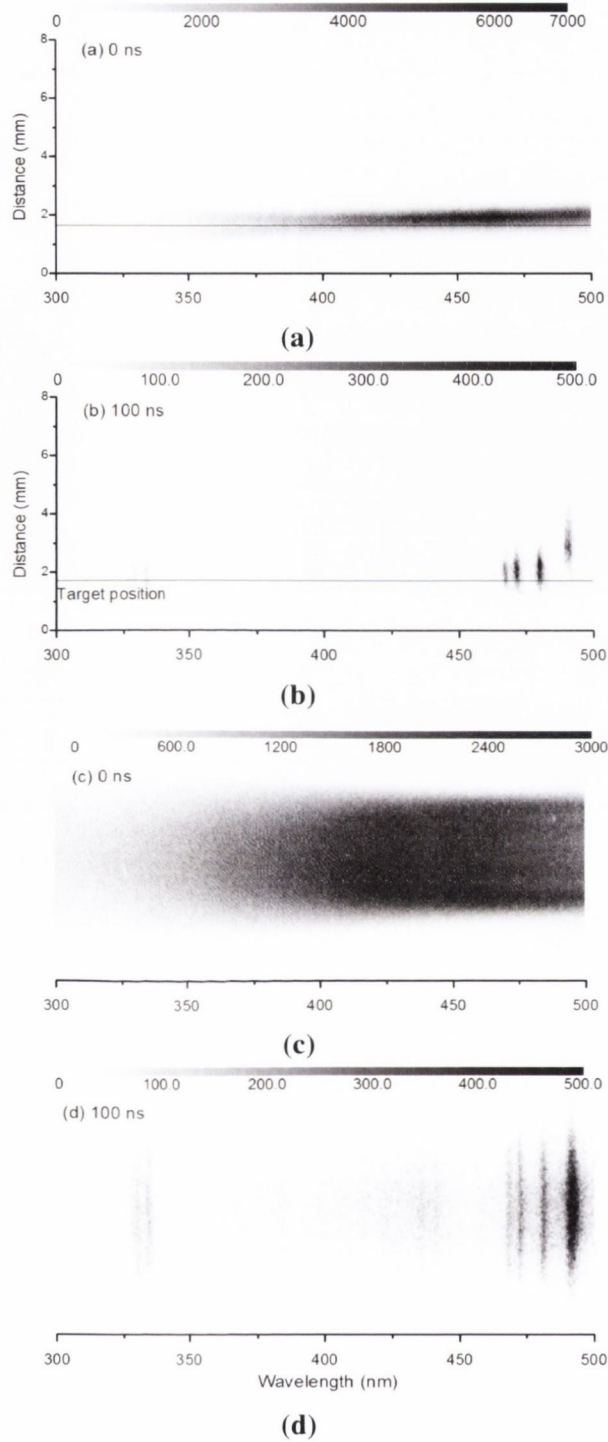 0 2000 4000 6000 7000
(a) 0 ns
8
6
4
2
0
Distance (mm)
300 350 400 450 500
(a)
0 100.0 200.0 300.0 400.0 500.0
(b) 100 ns
8
6
4
2
0
Distance (mm)
Target position
300 350 400 450 500
(b)
0 600.0 1200 1800 2400 3000
(c) 0 ns
300 350 400 450 500
(c)
0 100.0 200.0 300.0 400.0 500.0
(d) 100 ns
300 350 400 450 500
Wavelength (nm)
(d)